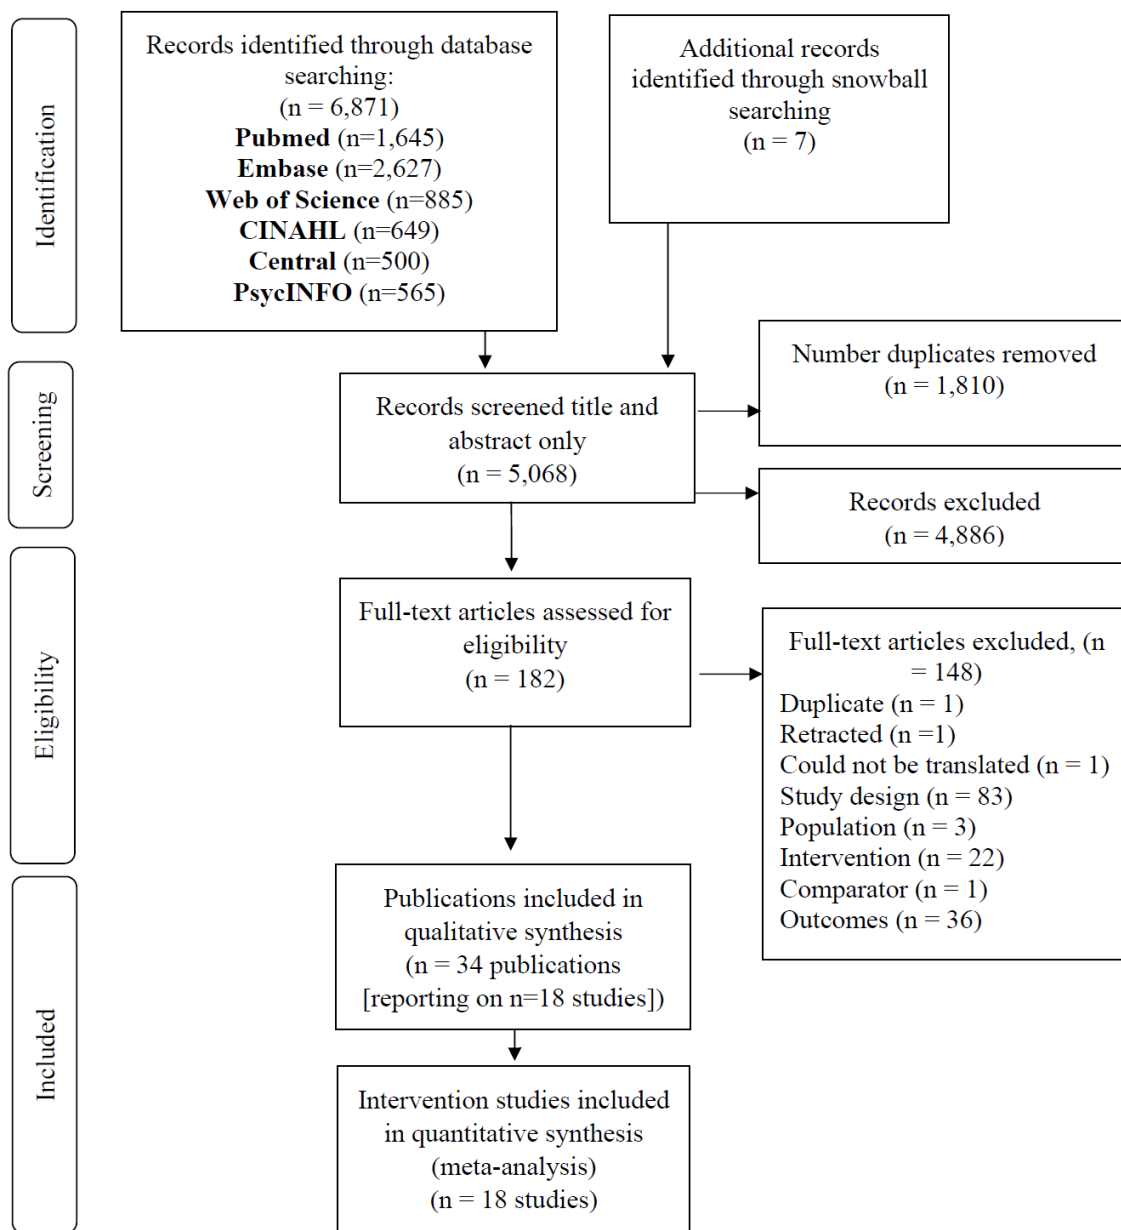 Identification
Records identified through database
searching:
(n = 6,871)
Pubmed (n=1,645)
Embase (n=2,627)
Web of Science (n=885)
CINAHL (n=649)
Central (n=500)
PsycINFO (n=565)
Additional records
identified through snowball
searching
(n = 7)
Screening
Records screened title and
abstract only
(n = 5,068)
Number duplicates removed
(n = 1,810)
Records excluded
(n = 4,886)
Eligibility
Full-text articles assessed for
eligibility
(n = 182)
Full-text articles excluded, (n
= 148)
Duplicate (n = 1)
Retracted (n =1)
Could not be translated (n = 1)
Study design (n = 83)
Population (n = 3)
Intervention (n = 22)
Comparator (n = 1)
Outcomes (n = 36)
Included
Publications included in
qualitative synthesis
(n = 34 publications
[reporting on n=18 studies])
Intervention studies included
in quantitative synthesis
(meta-analysis)
(n = 18 studies)